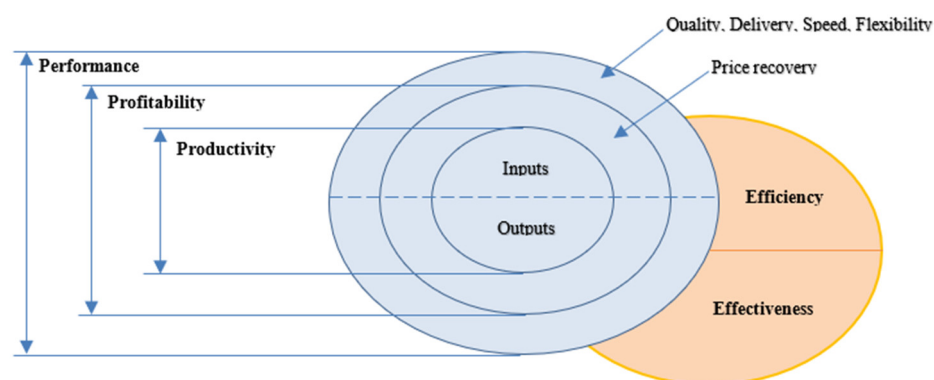 Quality, Delivery, Speed, Flexibility
Performance
Price recovery
Profitability
Productivity
Inputs
Efficiency
Outputs
Effectiveness